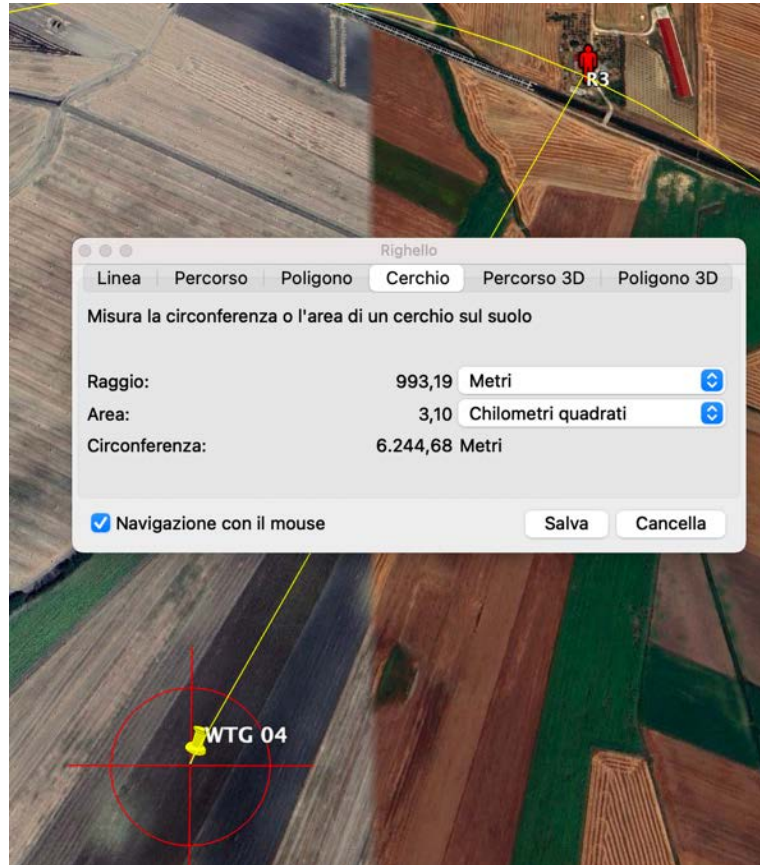 R3
Righello
Linea Percorso Poligono Cerchio Percorso 3D Poligono 3D
Misura la circonferenza o l'area di un cerchio sul suolo
Raggio: 993,19 Metri
Area: 3,10 Chilometri quadrati
Circonferenza: 6.244,68 Metri
Navigazione con il mouse Salva Cancella
WTG 04